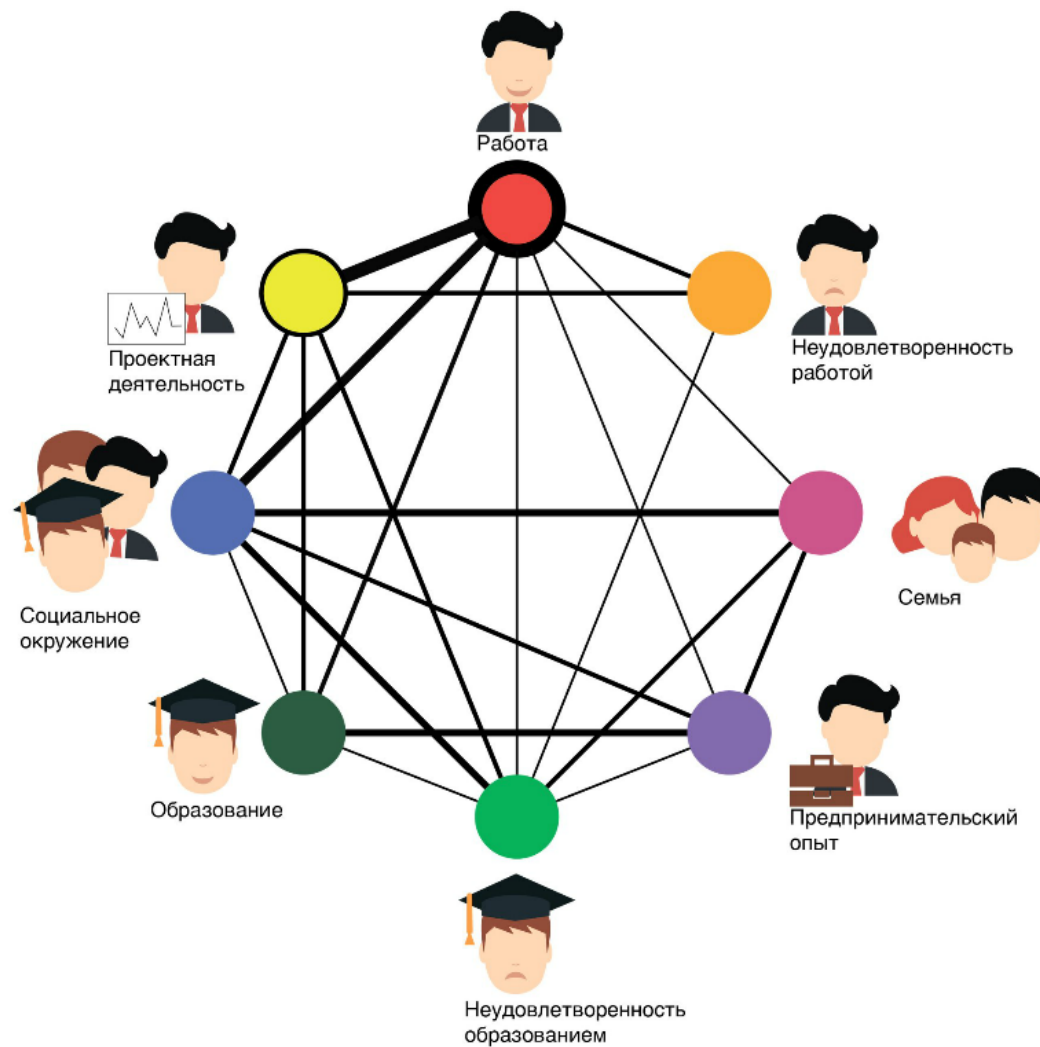 Работа
Проектная
деятельность
Неудовлетворенность
работой
Социальное
окружение
Семья
Образование
Предпринимательский
опыт
Неудовлетворенность
образованием